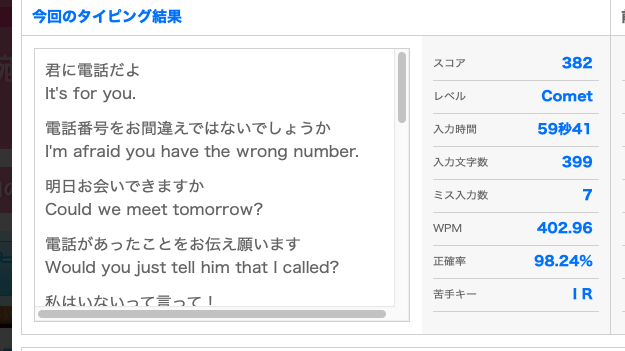 今回のタイピング結果
君に電話だよ
It's for you.
電話番号をお間違えではないでしょうか
I'm afraid you have the wrong number.
明日お会いできますか
Could we meet tomorrow?
電話があったことをお伝え願います
Would you just tell him that I called?
私はいないって言って！
スコア 382
レベル Comet
入力時間 59秒41
入力文字数 399
ミス入力数 7
WPM 402.96
正確率 98.24%
苦手キー I R